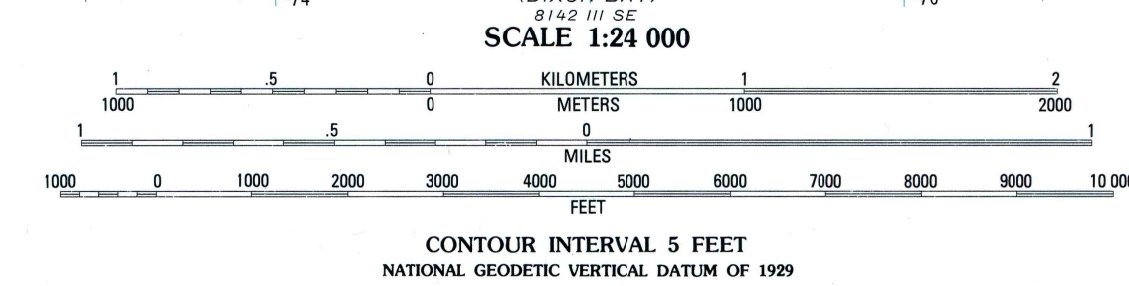 8142 III SE
SCALE 1:24 000
1 .5 0 KILOMETERS 1 2
1000 0 METERS 1000 2000
1 .5 0 1
MILES
1000 0 1000 2000 3000 4000 5000 6000 7000 8000 9000 10 000
FEET
CONTOUR INTERVAL 5 FEET
NATIONAL GEODETIC VERTICAL DATUM OF 1929